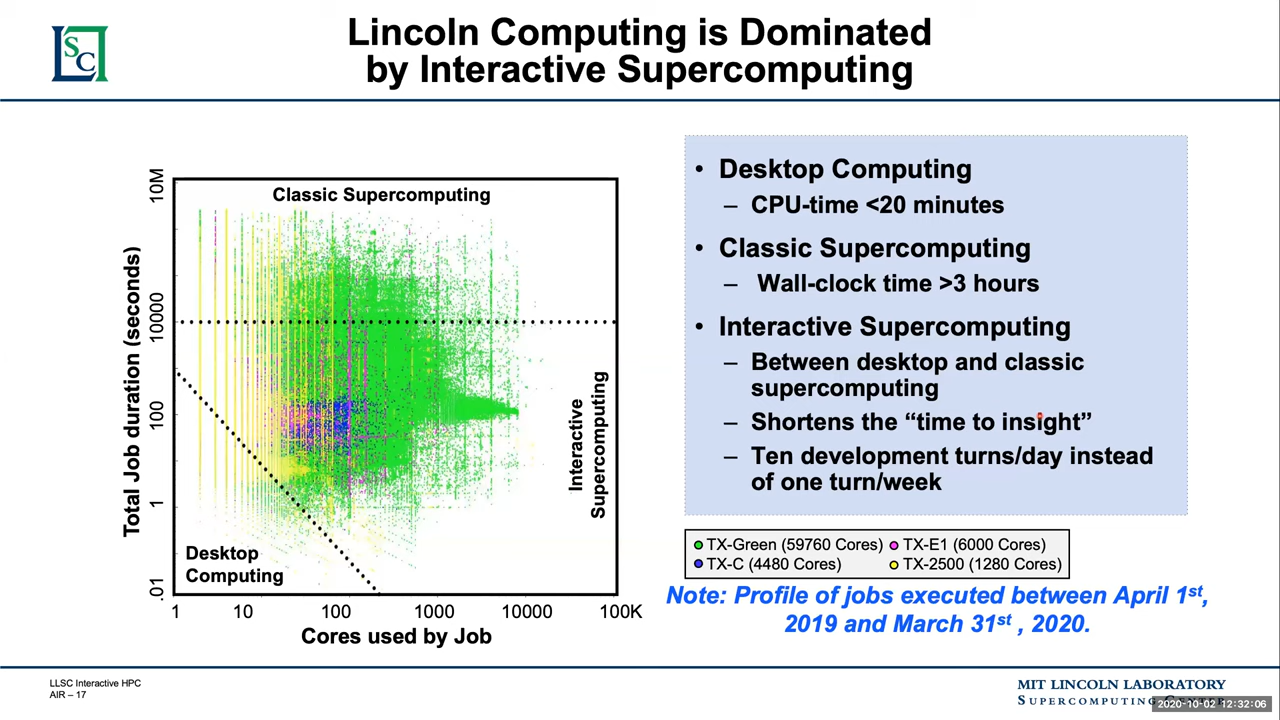 LSC
Lincoln Computing is Dominated
by Interactive Supercomputing
Total Job duration (seconds)
10M
10000
100
1
.01
Classic Supercomputing
Interactive
Supercomputing
Desktop
Computing
1 10 100 1000 10000 100K
Cores used by Job
• Desktop Computing
– CPU-time <20 minutes
• Classic Supercomputing
– Wall-clock time >3 hours
• Interactive Supercomputing
– Between desktop and classic
supercomputing
– Shortens the “time to insight”
– Ten development turns/day instead
of one turn/week
TX-Green (59760 Cores) TX-E1 (6000 Cores)
TX-C (4480 Cores) TX-2500 (1280 Cores)
Note: Profile of jobs executed between April 1st,
2019 and March 31st , 2020.
LLSC Interactive HPC
AIR – 17
MIT LINCOLN LABORATORY
SUPERCOMPUTING CENTER
2020-10-02 12:32:06